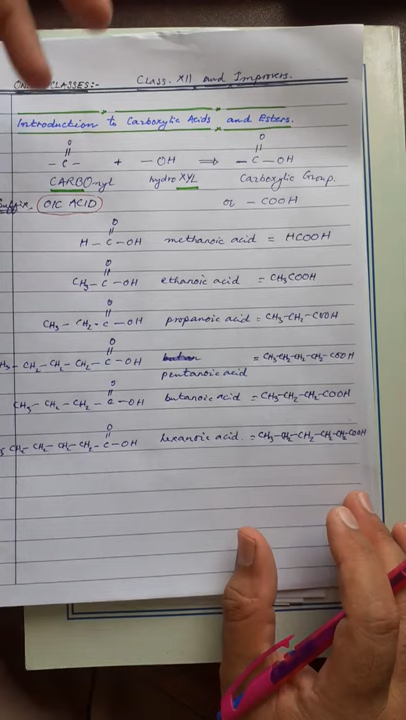 CLASSES:- Class. XII and Improvers.
Introduction to Carboxylic Acids and Esters.
O O
|| ||
- C - + - OH ⟹ - C - OH
CARBOnyl hydroXYL Carboxylic Group.
Suffix. OIC ACID or - COOH
O
||
H - C - OH methanoic acid = HCOOH
O
||
CH3 - C - OH ethanoic acid = CH3COOH
O
||
CH3 - CH2 - C - OH propanoic acid = CH3-CH2-COOH
O
||
CH2 - CH2 - CH2 - C - OH = CH3-CH2-CH2-CH2-COOH
pentanoic acid
O
CH3 - CH2 - CH2 - C - OH butanoic acid = CH3-CH2-CH2-COOH
O
||
CH2 - CH2 - CH2 - CH2 - C - OH hexanoic acid. = CH3-CH2-CH2-CH2-CH2-COOH